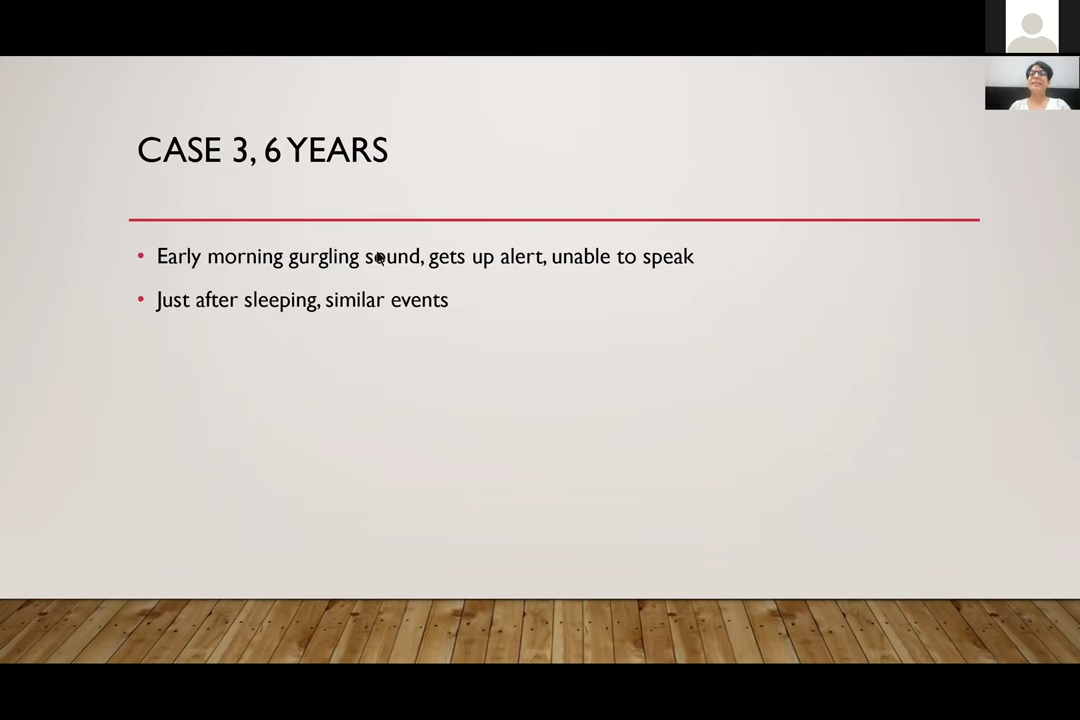 CASE 3, 6 YEARS
• Early morning gurgling sound, gets up alert, unable to speak
• Just after sleeping, similar events